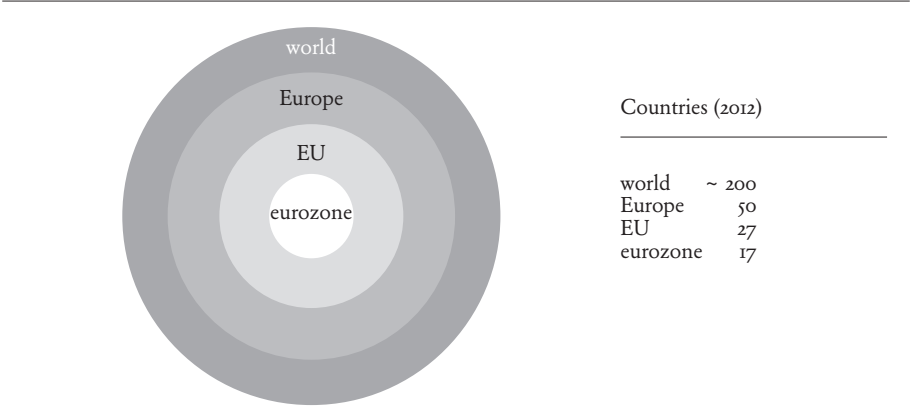 world
Europe
EU
eurozone
Countries (2012)
world ~ 200
Europe 50
EU 27
eurozone 17